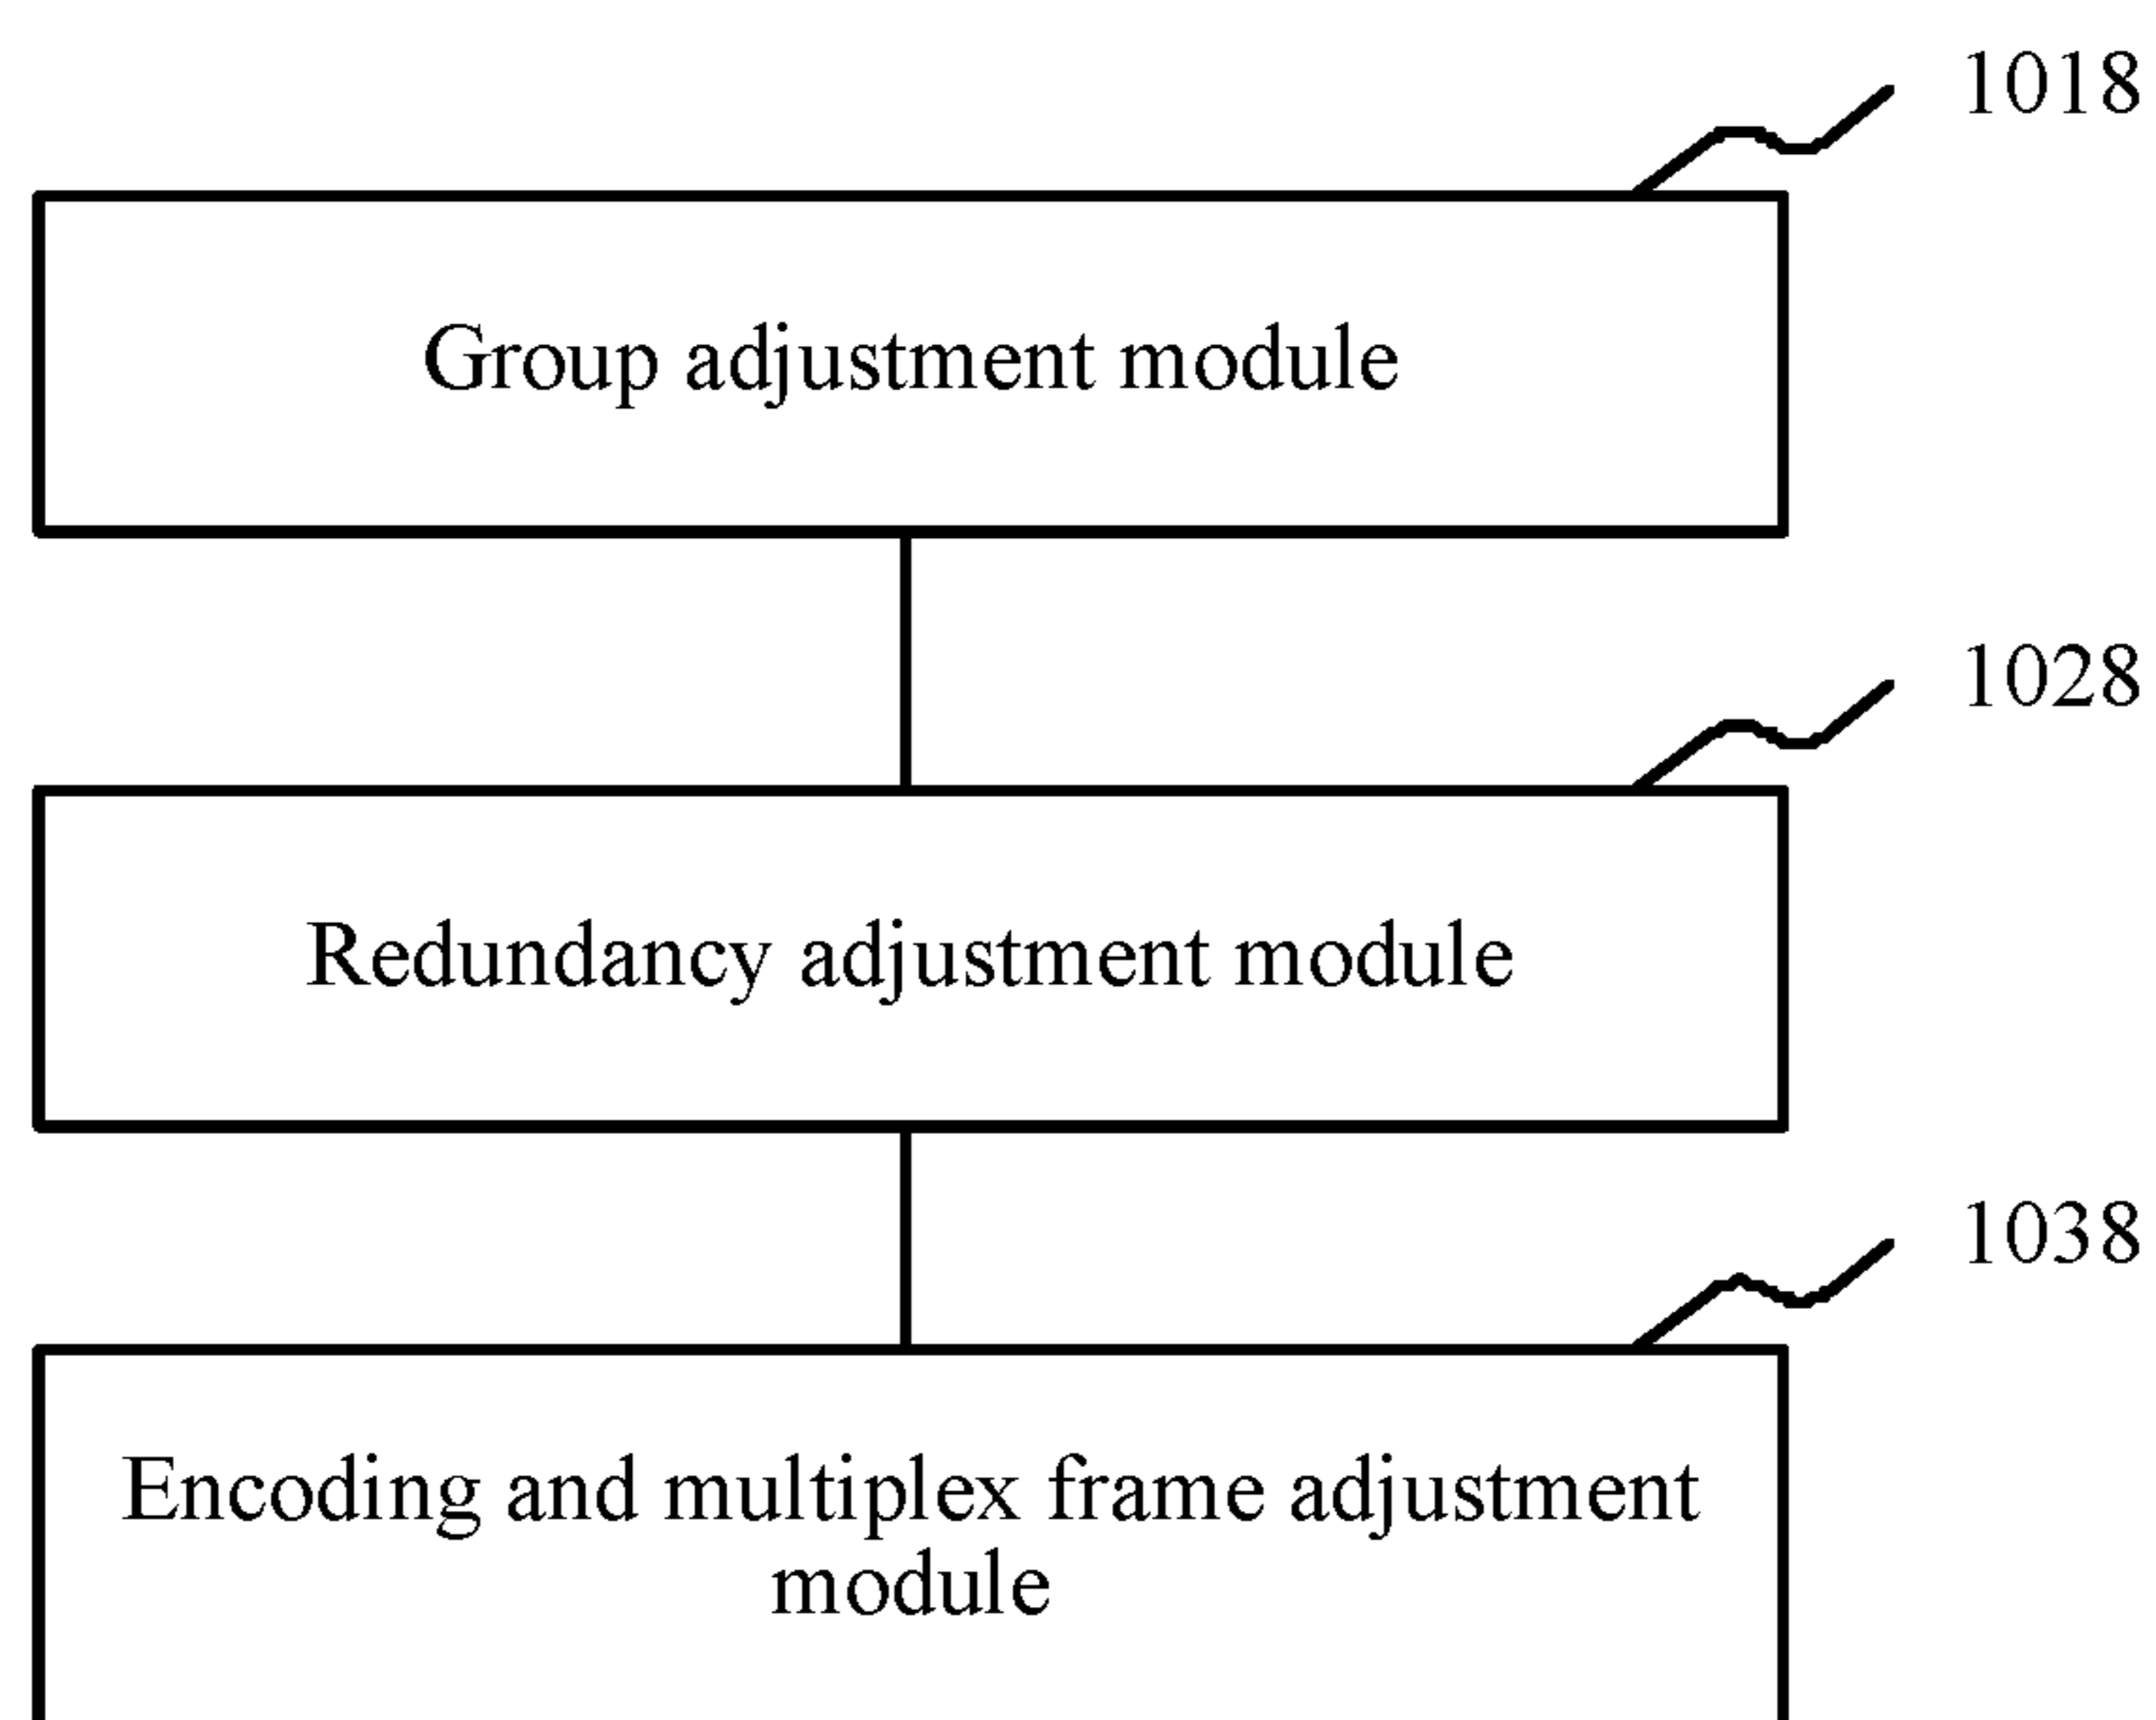 1018
Group adjustment module
1028
Redundancy adjustment module
1038
Encoding and multiplex frame adjustment
module